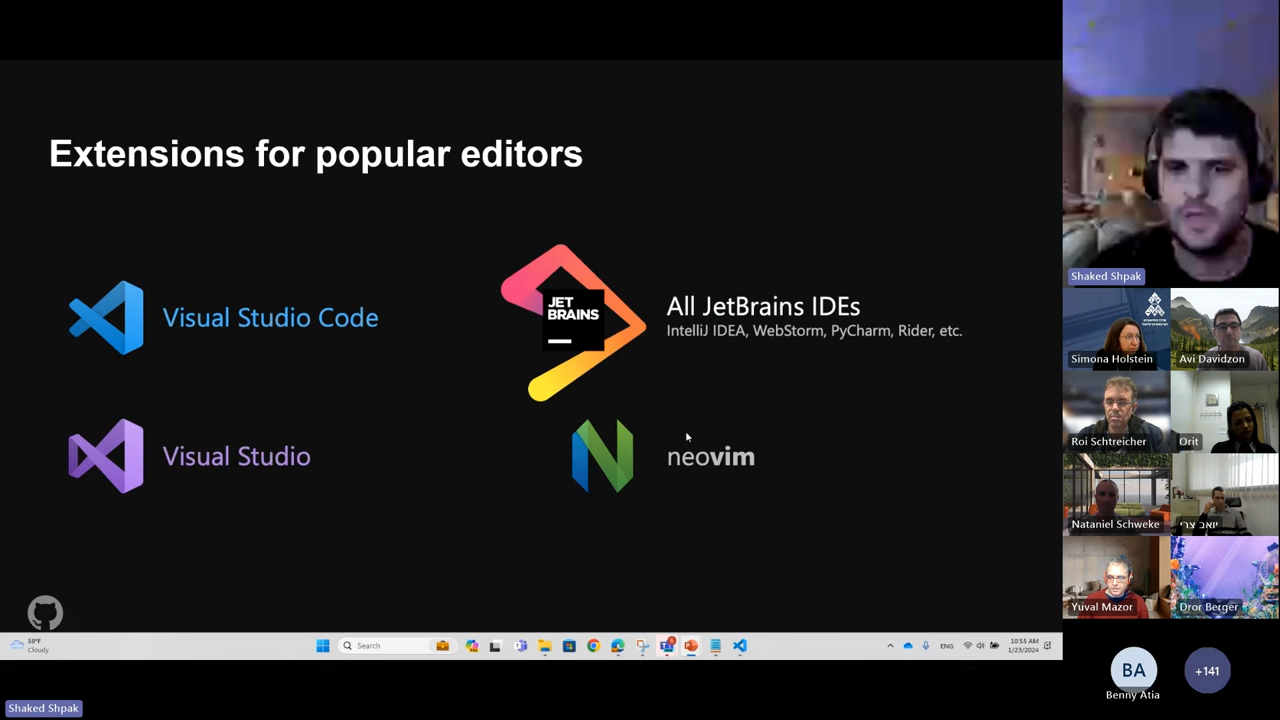 Extensions for popular editors
Visual Studio Code
JET
BRAINS
All JetBrains IDEs
IntelliJ IDEA, WebStorm, PyCharm, Rider, etc.
Visual Studio
neovim
59°F
Cloudy
Search
ENG
10:55 AM
1/23/2024
Shaked Shpak
Shaked Shpak
Simona Holstein
Avi Davidzon
Roi Schtreicher
Orit
Nataniel Schweke
יואב צרי
Yuval Mazor
Dror Berger
BA
Benny Atia
+141